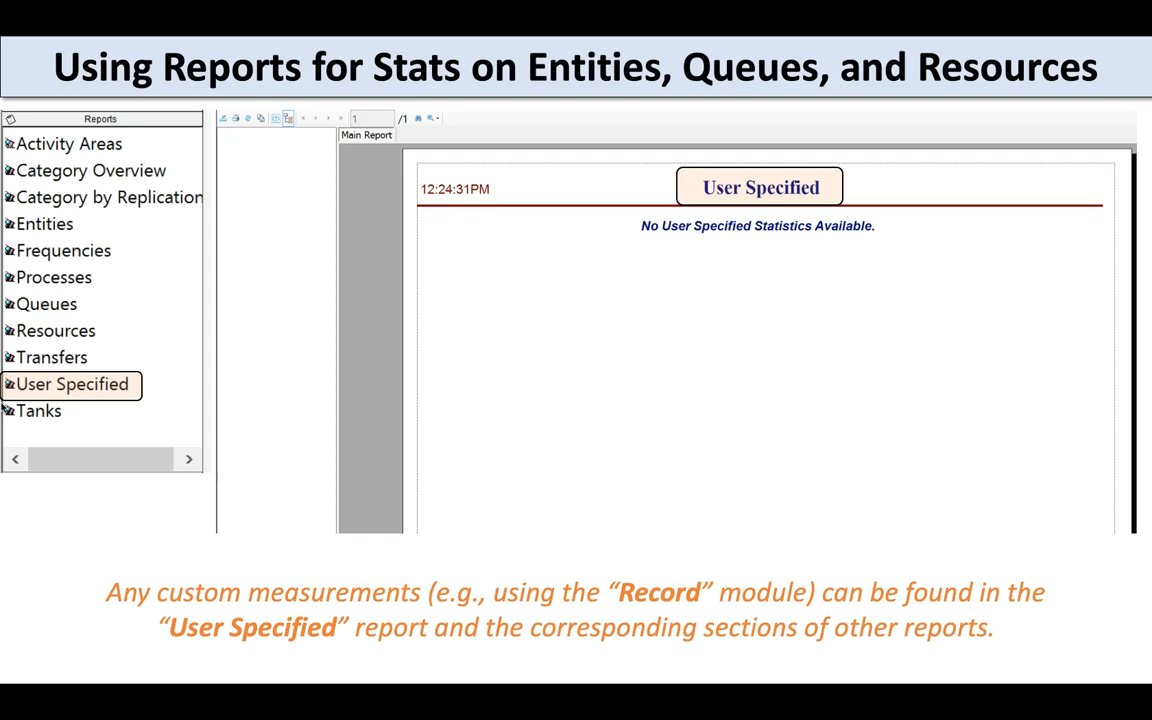 Using Reports for Stats on Entities, Queues, and Resources
Reports
Activity Areas
Category Overview
Category by Replication
Entities
Frequencies
Processes
Queues
Resources
Transfers
User Specified
Tanks
1 /1
Main Report
12:24:31PM
User Specified
No User Specified Statistics Available.
Any custom measurements (e.g., using the “Record” module) can be found in the
“User Specified” report and the corresponding sections of other reports.